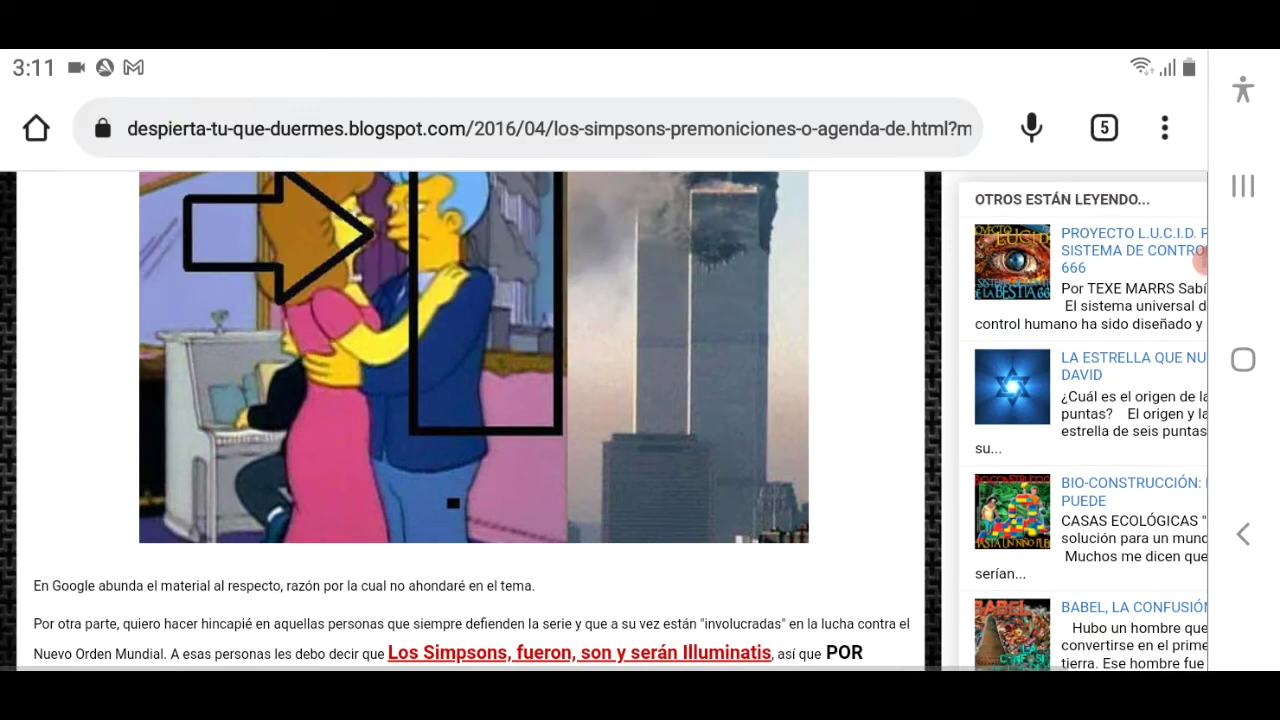 3:11
despierta-tu-que-duermes.blogspot.com/2016/04/los-simpsons-premoniciones-o-agenda-de.html?m
5
OTROS ESTÁN LEYENDO...
PROYECTO L.U.C.I.D. 
SISTEMA DE CONTRO
666
Por TEXE MARRS Sabí
El sistema universal d
control humano ha sido diseñado y
LA ESTRELLA QUE NU
DAVID
¿Cuál es el origen de la
puntas? El origen y la
estrella de seis puntas
su...
BIO-CONSTRUCCIÓN:
PUEDE
CASAS ECOLÓGICAS "
solución para un mund
Muchos me dicen que
serían...
BABEL, LA CONFUSIÓN
Hubo un hombre que
convertirse en el prime
tierra. Ese hombre fue
En Google abunda el material al respecto, razón por la cual no ahondaré en el tema.
Por otra parte, quiero hacer hincapié en aquellas personas que siempre defienden la serie y que a su vez están "involucradas" en la lucha contra el
Nuevo Orden Mundial. A esas personas les debo decir que Los Simpsons, fueron, son y serán Illuminatis, así que POR